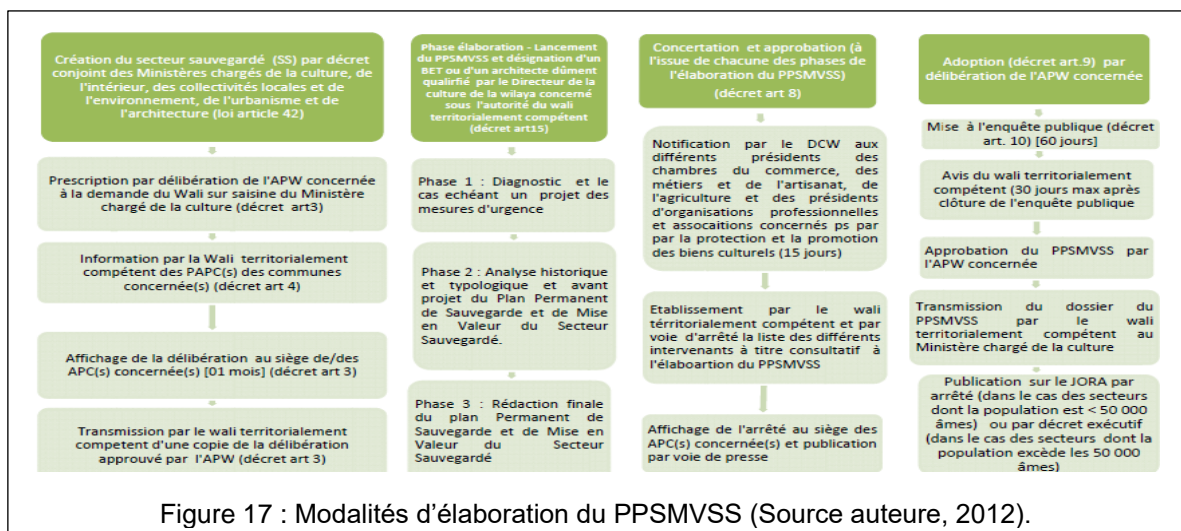 Création du secteur sauvegardé (SS) par décret
conjoint des Ministères chargés de la culture, de
l'intérieur, des collectivités locales et de
l'environnement, de l'urbanisme et de
l'architecture (loi article 42)
Prescription par délibération de l'APW concernée
à la demande du Wali sur saisine du Ministère
chargé de la culture (décret art3)
Information par la Wali territorialement
compétent des PAPC(s) des communes
concernée(s) (décret art 4)
Affichage de la délibération au siège de/des
APC(s) concernée(s) [01 mois] (décret art 3)
Transmission par le wali territorialement
competent d'une copie de la délibération
approuvé par l'APW (décret art 3)
Phase élaboration - Lancement
du PPSMVSS et désignation d'un
BET ou d'un architecte dûment
qualirfié par le Directeur de la
culture de la wilaya concerné
sous l'autorité du wali
territorialement compétent
(décret art15)
Phase 1 : Diagnostic et le
cas echéant un projet des
mesures d'urgence
Phase 2 : Analyse historique
et typologique et avant
projet du Plan Permanent
de Sauvegarde et de Mise
en Valeur du Secteur
Sauvegardé.
Phase 3 : Rédaction finale
du plan Permanent de
Sauvegarde et de Mise en
Valeur du Secteur
Sauvegardé
Concertation et approbation (à
l'issue de chacune des phases de
l'élaboration du PPSMVSS)
(décret art 8)
Notification par le DCW aux
différents présidents des
chambres du commerce, des
métiers et de l'artisanat, de
l'agriculture et des présidents
d'organisations professionnelles
et assocaitions concernés ps par
par la protection et la promotion
des biens culturels (15 jours)
Etablissement par le wali
térritorialement compétent et par
voie d'arrêté la liste des différents
intervenants à titre consultatif à
l'élaboartion du PPSMVSS
Affichage de l'arrêté au siège des
APC(s) concernée(s) et publication
par voie de presse
Adoption (décret art.9) par
délibération de l'APW concernée
Mise à l'enquête publique (décret
art. 10) [60 jours]
Avis du wali territorialement
compétent (30 jours max après
clôture de l'enquête publique
Approbation du PPSMVSS par
l'APW concernée
Transmission du dossier du
PPSMVSS par le wali
territorialement compétent au
Ministère chargé de la culture
Publication sur le JORA par
arrêté (dans le cas des secteurs
dont la population est < 50 000
âmes) ou par décret exécutif
(dans le cas des secteurs dont la
population excède les 50 000
âmes)
Figure 17 : Modalités d'élaboration du PPSMVSS (Source auteure, 2012).